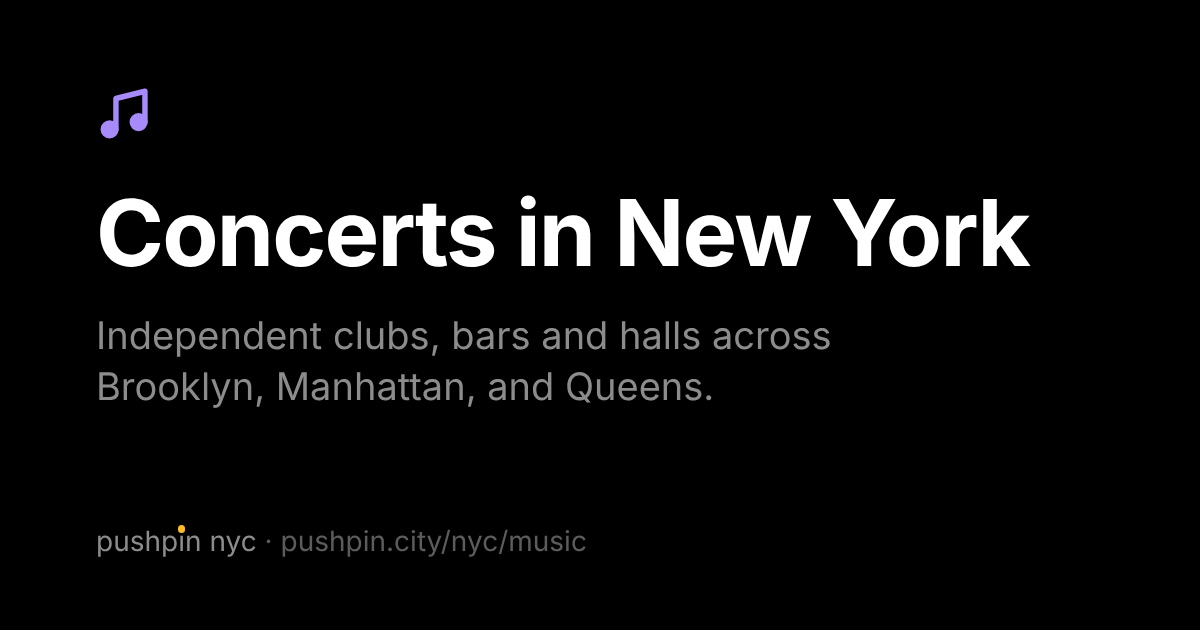 Concerts in New York
Independent clubs, bars and halls across
Brooklyn, Manhattan, and Queens.
pushpin nyc · pushpin.city/nyc/music